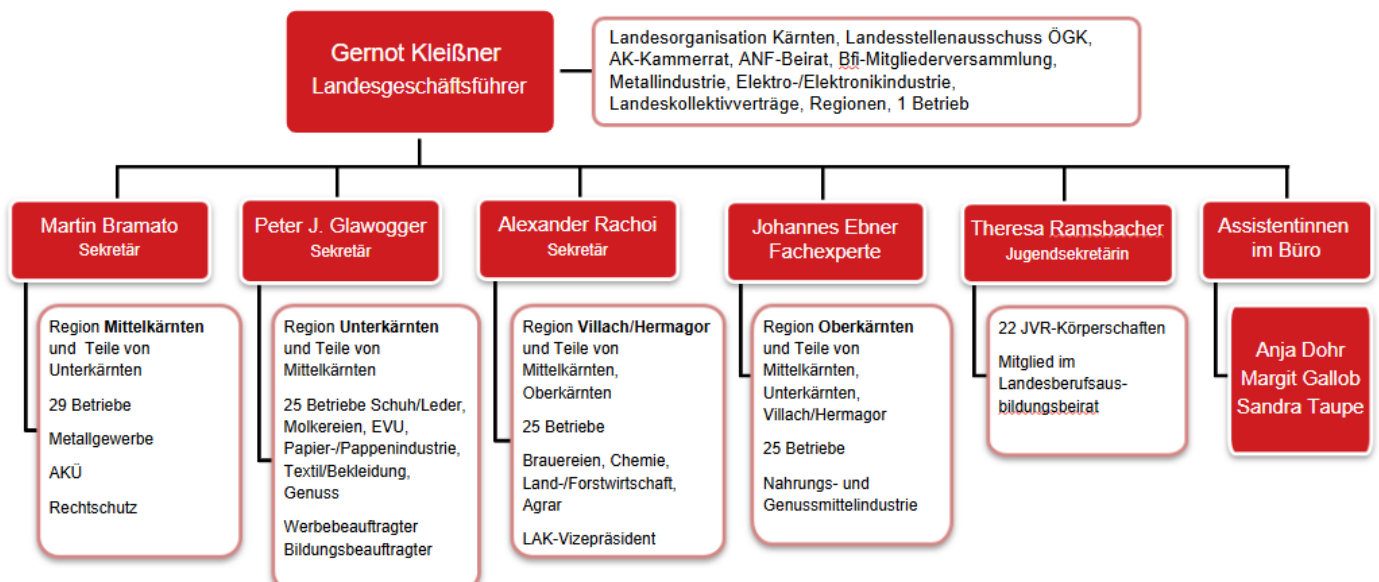 Gernot Kleißner
Landesgeschäftsführer
Landesorganisation Kärnten, Landesstellenausschuss ÖGK,
AK-Kammerrat, ANF-Beirat, Bfi-Mitgliederversammlung,
Metallindustrie, Elektro-/Elektronikindustrie,
Landeskollektivverträge, Regionen, 1 Betrieb
Martin Bramato
Sekretär
Region Mittelkärnten
und Teile von
Unterkärnten
29 Betriebe
Metallgewerbe
AKÜ
Rechtschutz
Peter J. Glawogger
Sekretär
Region Unterkärnten
und Teile von
Mittelkärnten
25 Betriebe Schuh/Leder,
Molkereien, EVU,
Papier-/Pappenindustrie,
Textil/Bekleidung,
Genuss
Werbebeauftragter
Bildungsbeauftragter
Alexander Rachoi
Sekretär
Region Villach/Hermagor
und Teile von
Mittelkärnten,
Oberkärnten
25 Betriebe
Brauereien, Chemie,
Land-/Forstwirtschaft,
Agrar
LAK-Vizepräsident
Johannes Ebner
Fachexperte
Region Oberkärnten
und Teile von
Mittelkärnten,
Unterkärnten,
Villach/Hermagor
25 Betriebe
Nahrungs- und
Genussmittelindustrie
Theresa Ramsbacher
Jugendsekretärin
22 JVR-Körperschaften
Mitglied im
Landesberufsaus-
bildungsbeirat
Assistentinnen
im Büro
Anja Dohr
Margit Gallob
Sandra Taupe